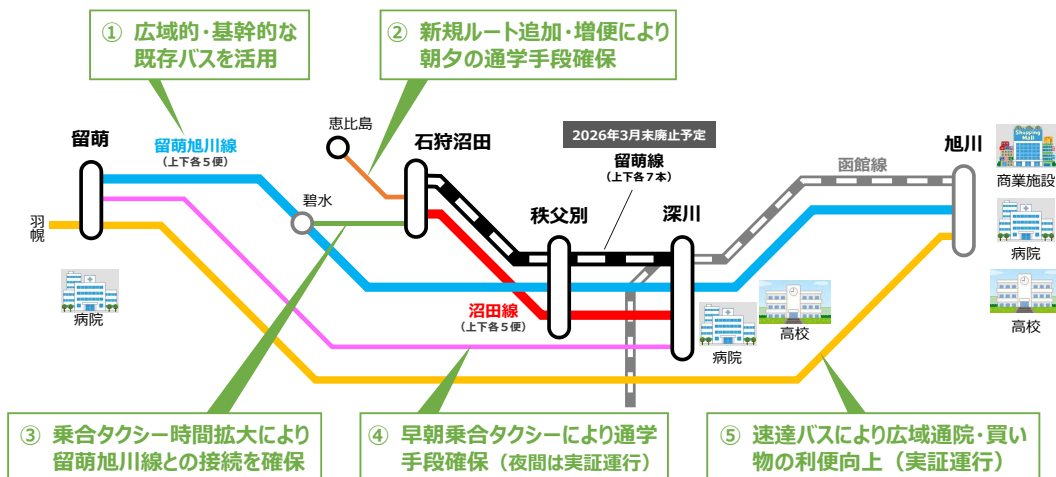 ① 広域的・基幹的な
既存バスを活用
② 新規ルート追加・増便により
朝夕の通学手段確保
恵比島
石狩沼田
2026年3月末廃止予定
留萌線
(上下各7本)
留萌
留萌旭川線
(上下各5便)
函館線
旭川
Shopping
Mall
商業施設
碧水
秩父別
深川
羽幌
病院
病院
沼田線
(上下各5便)
高校
病院
高校
③ 乗合タクシー時間拡大により
留萌旭川線との接続を確保
④ 早朝乗合タクシーにより通学
手段確保（夜間は実証運行）
⑤ 速達バスにより広域通院・買い
物の利便向上（実証運行）